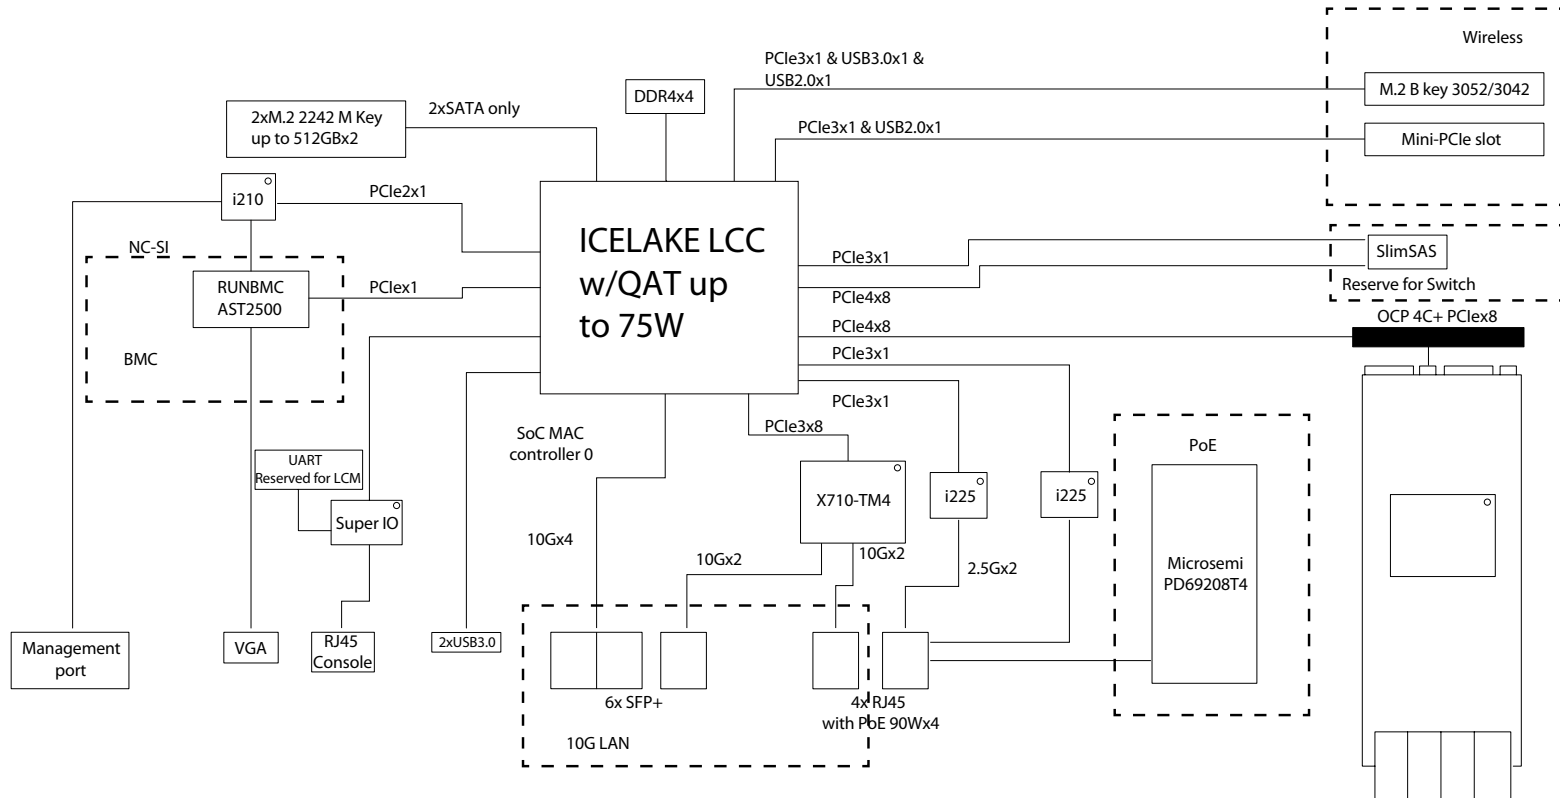 Wireless
PCIe3x1 & USB3.0x1 &
USB2.0x1
M.2 B key 3052/3042
DDR4x4
2xM.2 2242 M Key
up to 512GBx2
2xSATA only
PCIe3x1 & USB2.0x1
Mini-PCIe slot
i210
PCIe2x1
NC-SI
ICELAKE LCC
w/QAT up
to 75W
PCIe3x1
SlimSAS
RUNBMC
AST2500
PCIex1
PCIe4x8
Reserve for Switch
PCIe4x8
OCP 4C+ PCIex8
BMC
PCIe3x1
PCIe3x1
PCIe3x8
SoC MAC
controller 0
PoE
UART
Reserved for LCM
X710-TM4
i225
i225
Super IO
10Gx4
10Gx2
10Gx2
2.5Gx2
Microsemi
PD69208T4
Management
port
VGA
RJ45
Console
2xUSB3.0
6x SFP+
4x RJ45
with PoE 90Wx4
10G LAN